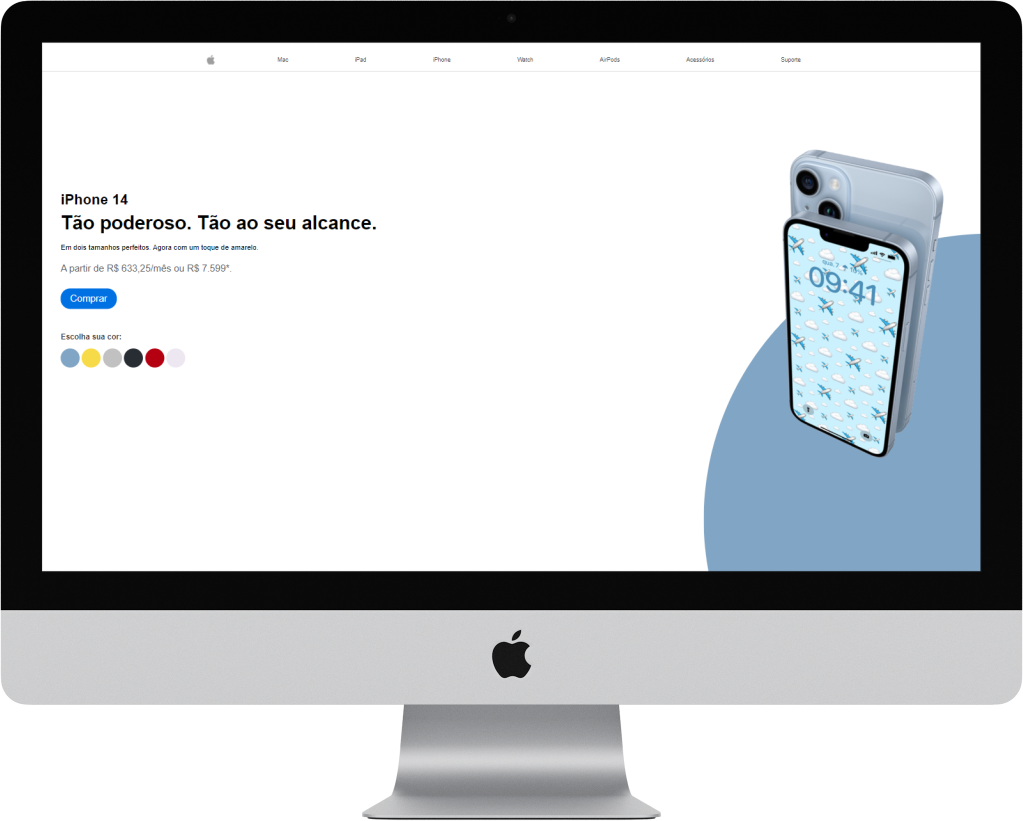 Mac iPad iPhone Watch AirPods Acessórios Suporte
iPhone 14
Tão poderoso. Tão ao seu alcance.
Em dois tamanhos perfeitos. Agora com um toque de amarelo.
A partir de R$ 633,25/mês ou R$ 7.599*.
Comprar
Escolha sua cor:
09:41